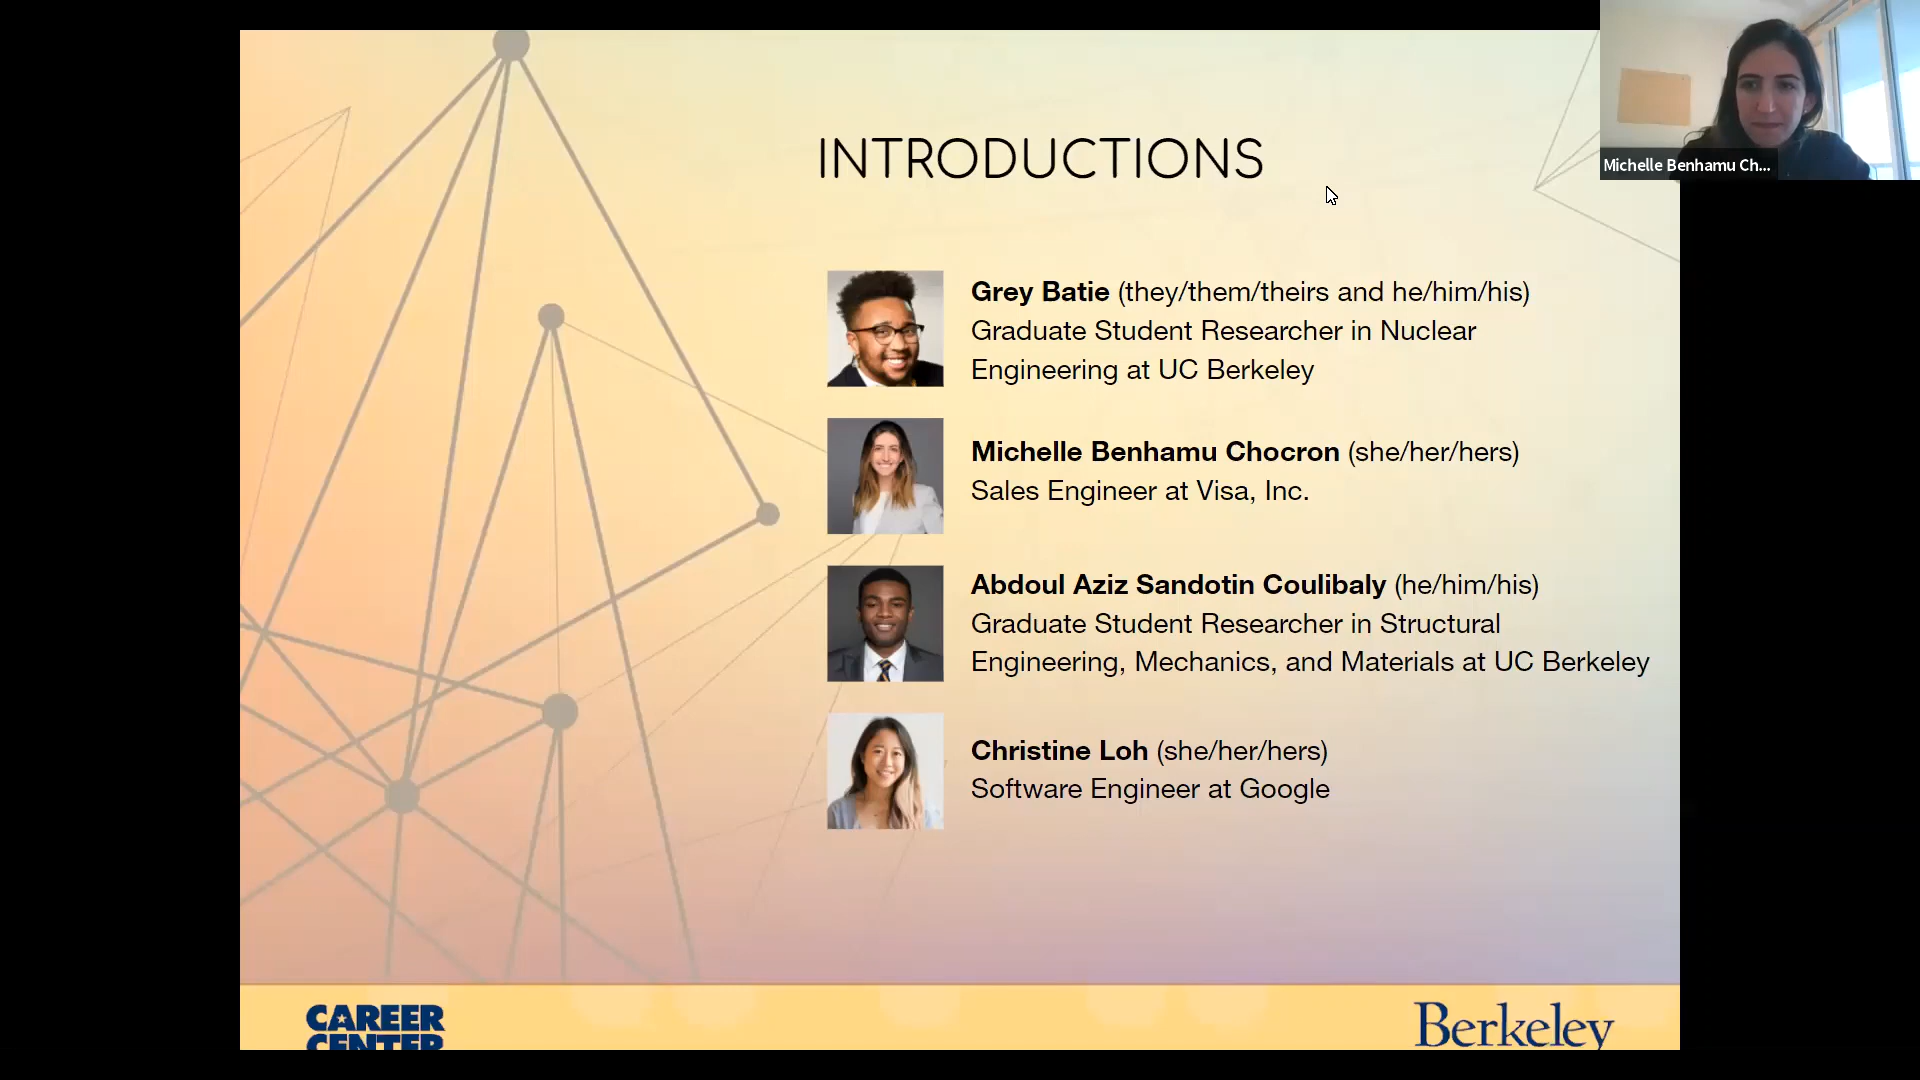 INTRODUCTIONS
Michelle Benhamu Ch...
Grey Batie (they/them/theirs and he/him/his)
Graduate Student Researcher in Nuclear
Engineering at UC Berkeley
Michelle Benhamu Chocron (she/her/hers)
Sales Engineer at Visa, Inc.
Abdoul Aziz Sandotin Coulibaly (he/him/his)
Graduate Student Researcher in Structural
Engineering, Mechanics, and Materials at UC Berkeley
Christine Loh (she/her/hers)
Software Engineer at Google
CAREER
CENTER
Berkeley